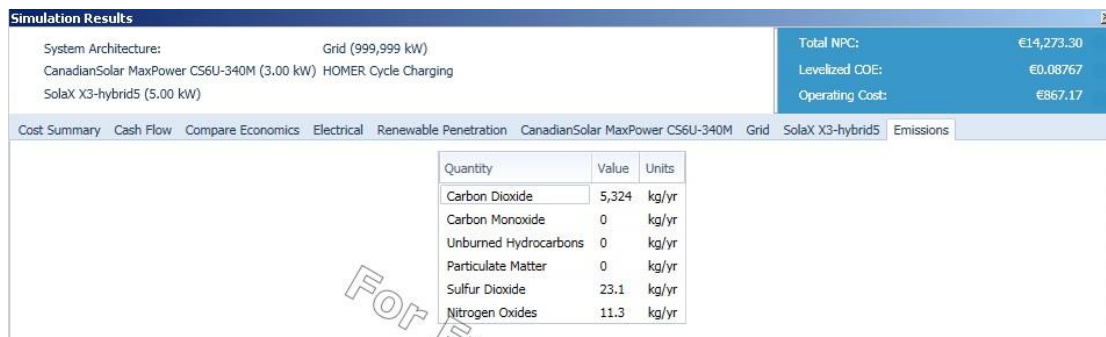 Simulation Results
System Architecture: Grid (999,999 kW)
CanadianSolar MaxPower CS6U-340M (3.00 kW) HOMER Cycle Charging
SolaX X3-hybrid5 (5.00 kW)
Total NPC: €14,273.30
Levelized COE: €0.08767
Operating Cost: €867.17
Cost Summary Cash Flow Compare Economics Electrical Renewable Penetration CanadianSolar MaxPower CS6U-340M Grid SolaX X3-hybrid5 Emissions
Quantity Value Units
Carbon Dioxide 5,324 kg/yr
Carbon Monoxide 0 kg/yr
Unburned Hydrocarbons 0 kg/yr
Particulate Matter 0 kg/yr
Sulfur Dioxide 23.1 kg/yr
Nitrogen Oxides 11.3 kg/yr
For